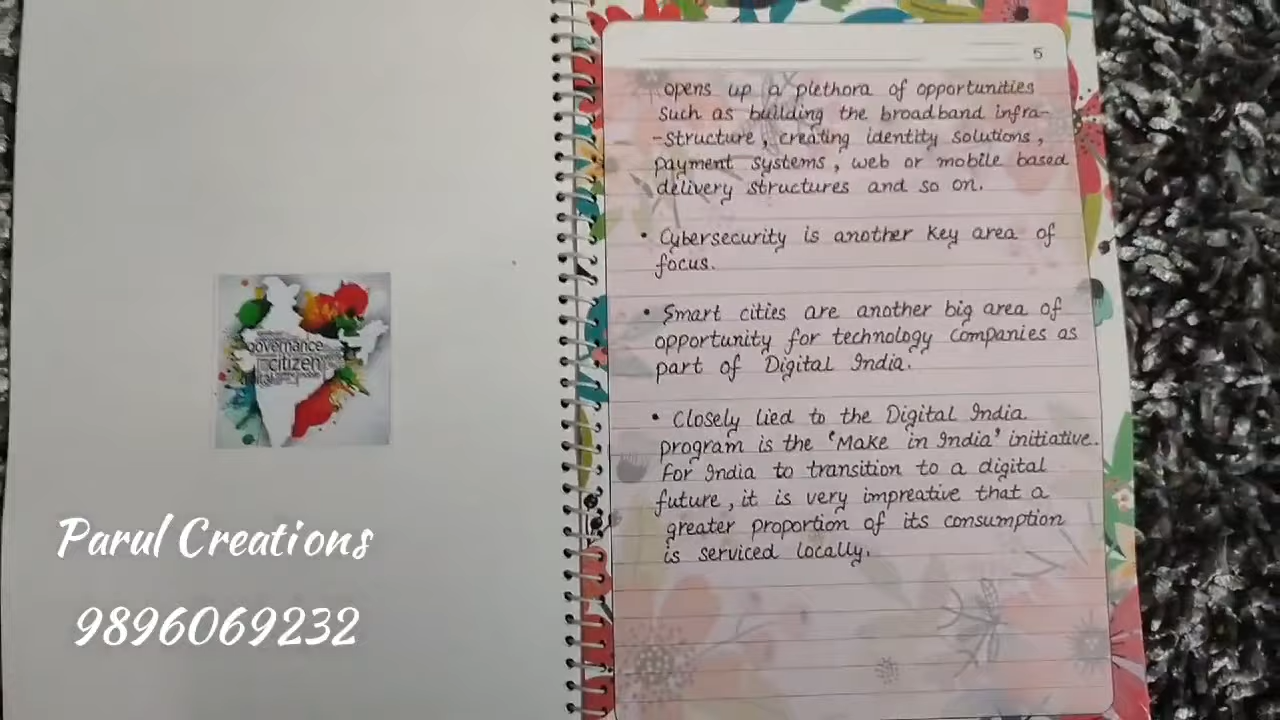 governance
citizen
Parul Creations
9896069232
5
opens up a plethora of opportunities
such as building the broadband infra-
-structure, creating identity solutions,
payment systems, web or mobile based
delivery structures and so on.
• Cybersecurity is another key area of
focus.
• Smart cities are another big area of
opportunity for technology companies as
part of Digital India.
• Closely lied to the Digital India
program is the 'Make in India' initiative.
For India to transition to a digital
future, it is very impreative that a
greater proportion of its consumption
is serviced locally.